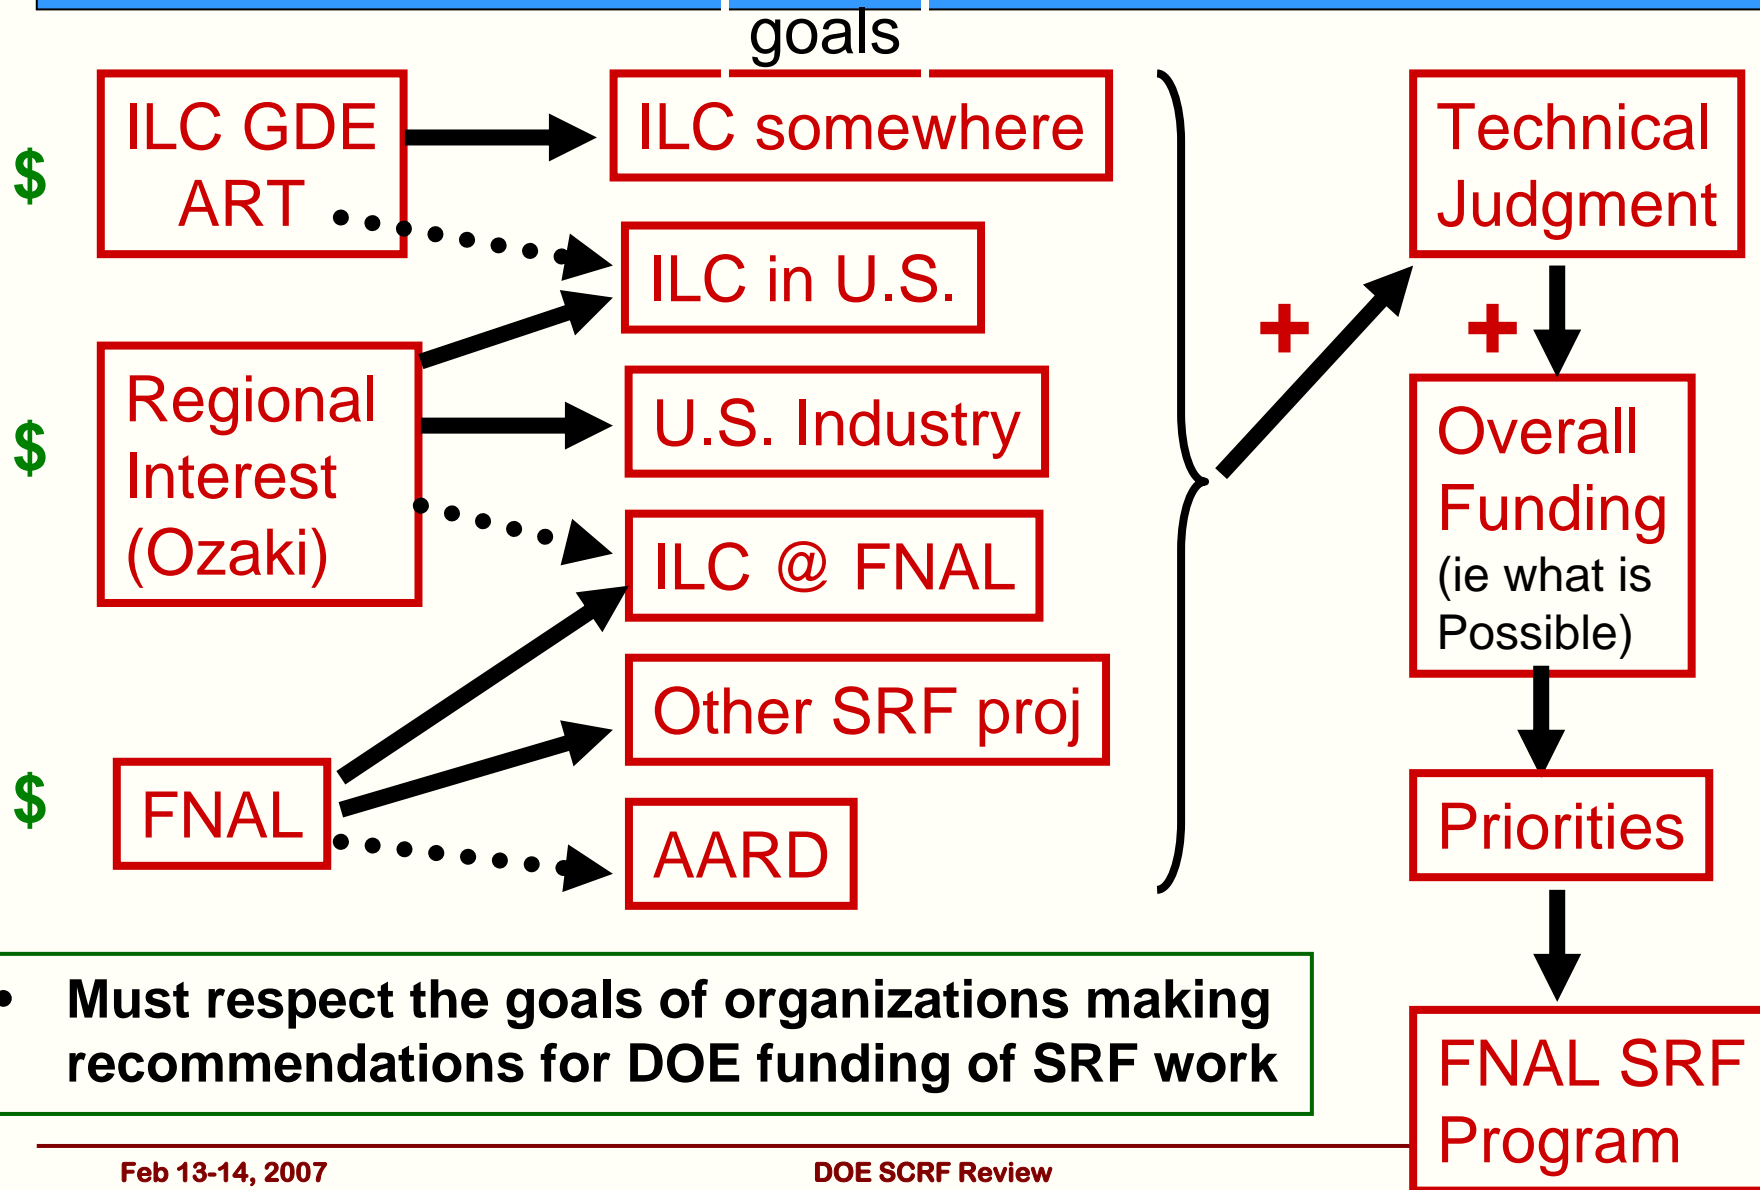 goals
$
ILC GDE
ART
$
Regional
Interest
(Ozaki)
$
FNAL
ILC somewhere
ILC in U.S.
U.S. Industry
ILC @ FNAL
Other SRF proj
AARD
+
Technical
Judgment
+
Overall
Funding
(ie what is
Possible)
Priorities
FNAL SRF
Program
• Must respect the goals of organizations making
recommendations for DOE funding of SRF work
Feb 13-14, 2007
DOE SCRF Review